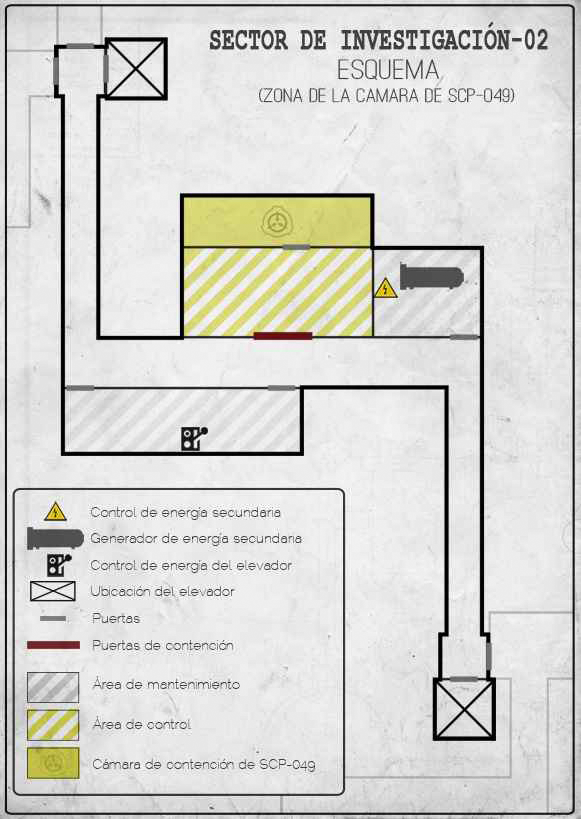 SECTOR DE INVESTIGACIÓN-02
ESQUEMA
(ZONA DE LA CAMARA DE SCP-049)
Control de energía secundaria
Generador de energía secundaria
Control de energía del elevador
Ubicación del elevador
Puertas
Puertas de contención
Área de mantenimiento
Área de control
Cámara de contención de SCP-049